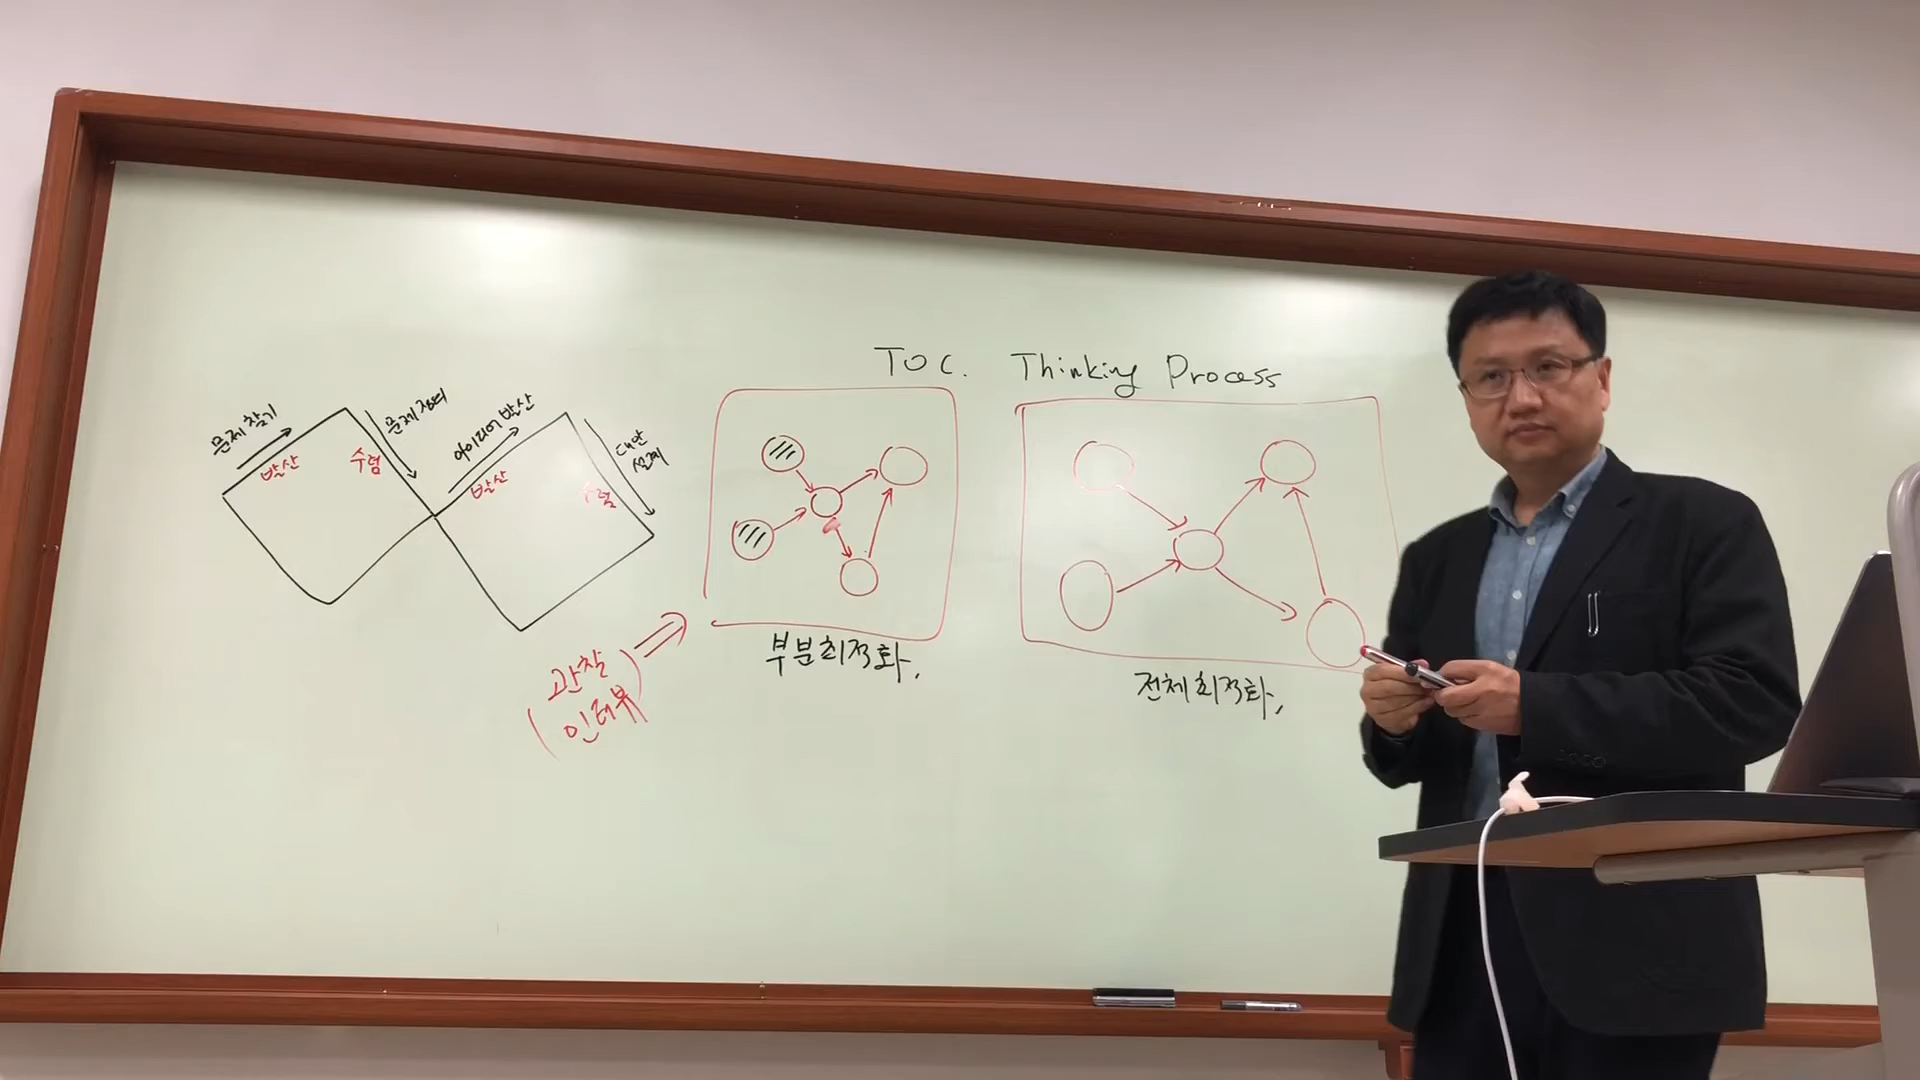 TOC. Thinking Process
문제 찾기
발산
수렴
문제정의
아이디어 발산
발산
수렴
대안
설계
관찰
인터뷰
부분최적화.
전체최적화.